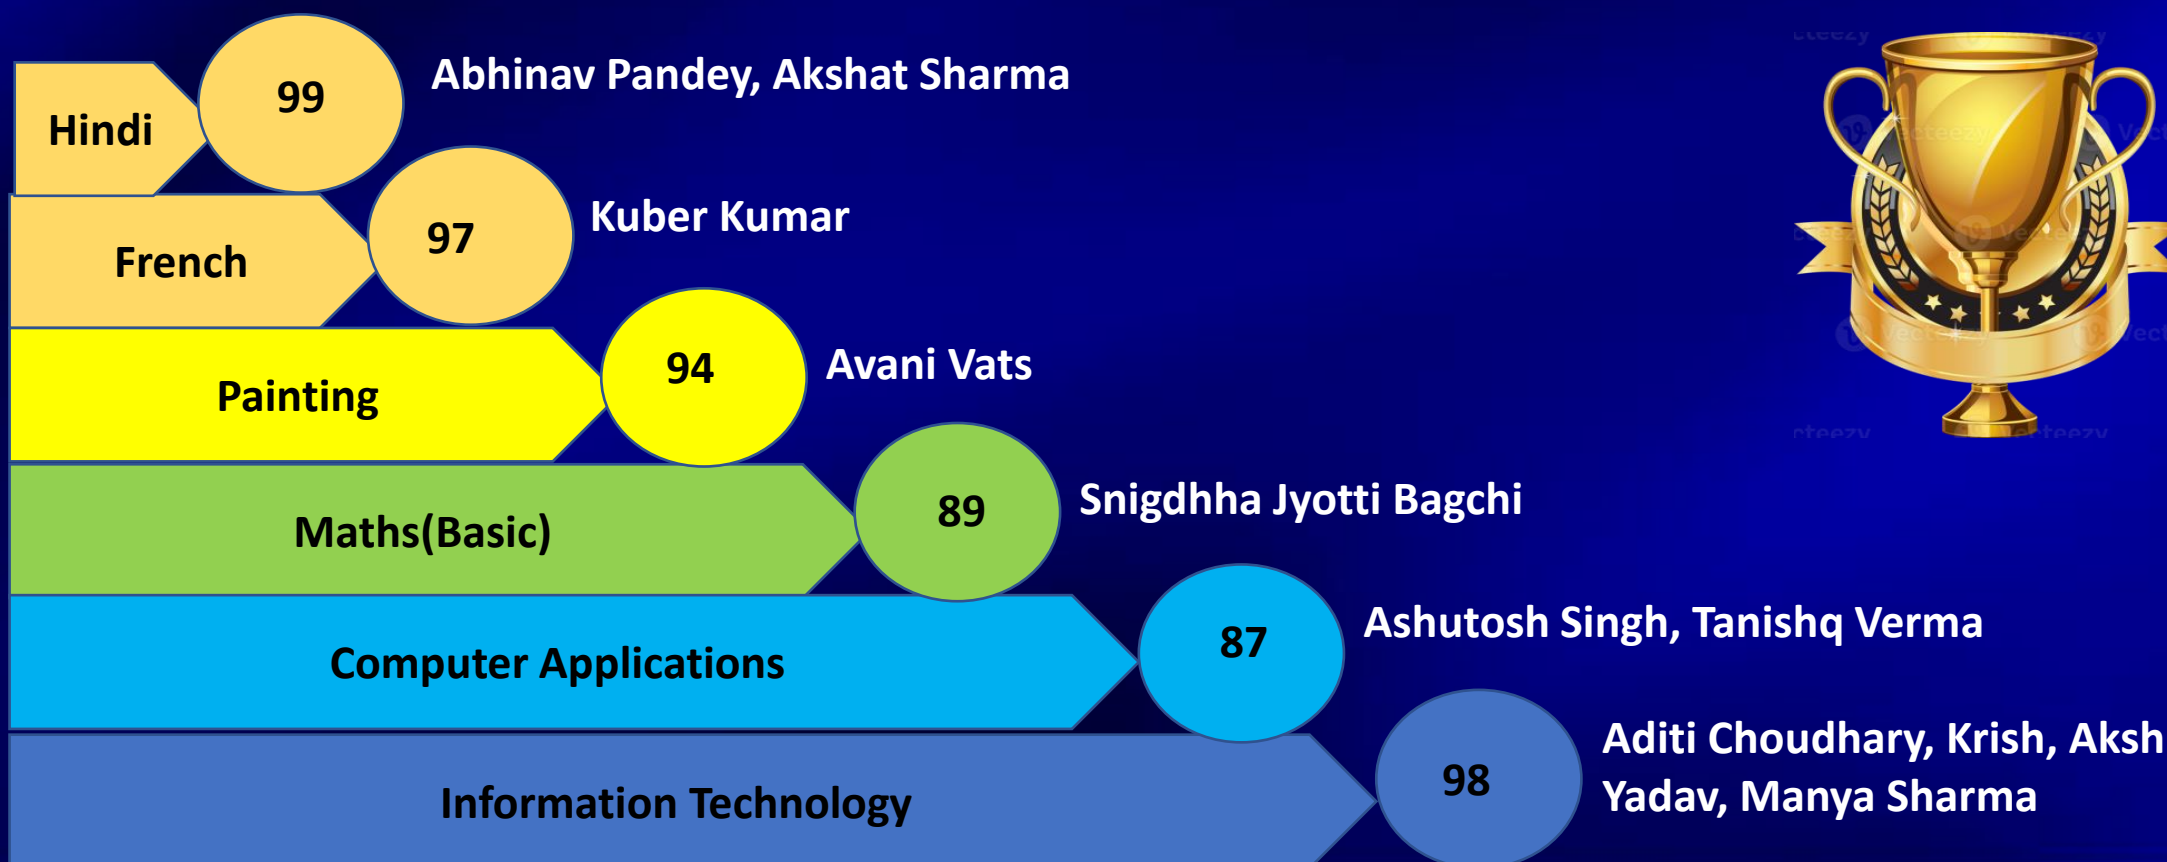 Hindi
99
Abhinav Pandey, Akshat Sharma
French
97
Kuber Kumar
Painting
94
Avani Vats
Maths(Basic)
89
Snigdhha Jyotti Bagchi
Computer Applications
87
Ashutosh Singh, Tanishq Verma
Information Technology
98
Aditi Choudhary, Krish, Aksh
Yadav, Manya Sharma